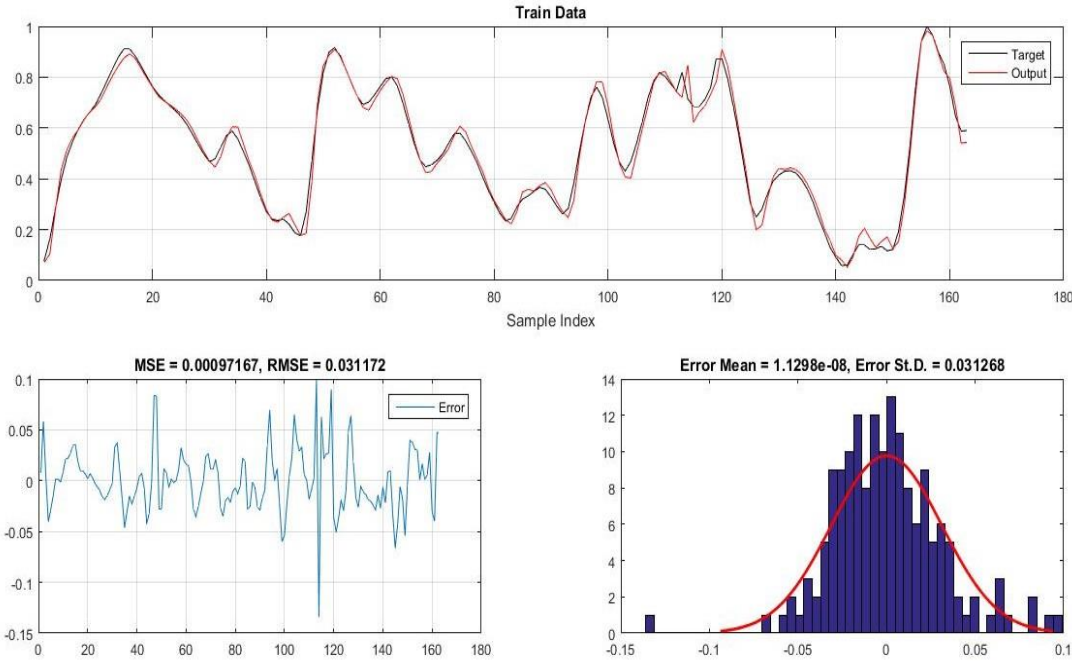 Train Data
1
0.8
0.6
0.4
0.2
0
Target
Output
0 20 40 60 80 100 120 140 160 180
Sample Index
MSE = 0.00097167, RMSE = 0.031172
0.1
0.05
0
-0.05
-0.1
-0.15
Error
0 20 40 60 80 100 120 140 160 180
Error Mean = 1.1298e-08, Error St.D. = 0.031268
14
12
10
8
6
4
2
0
-0.15 -0.1 -0.05 0 0.05 0.1